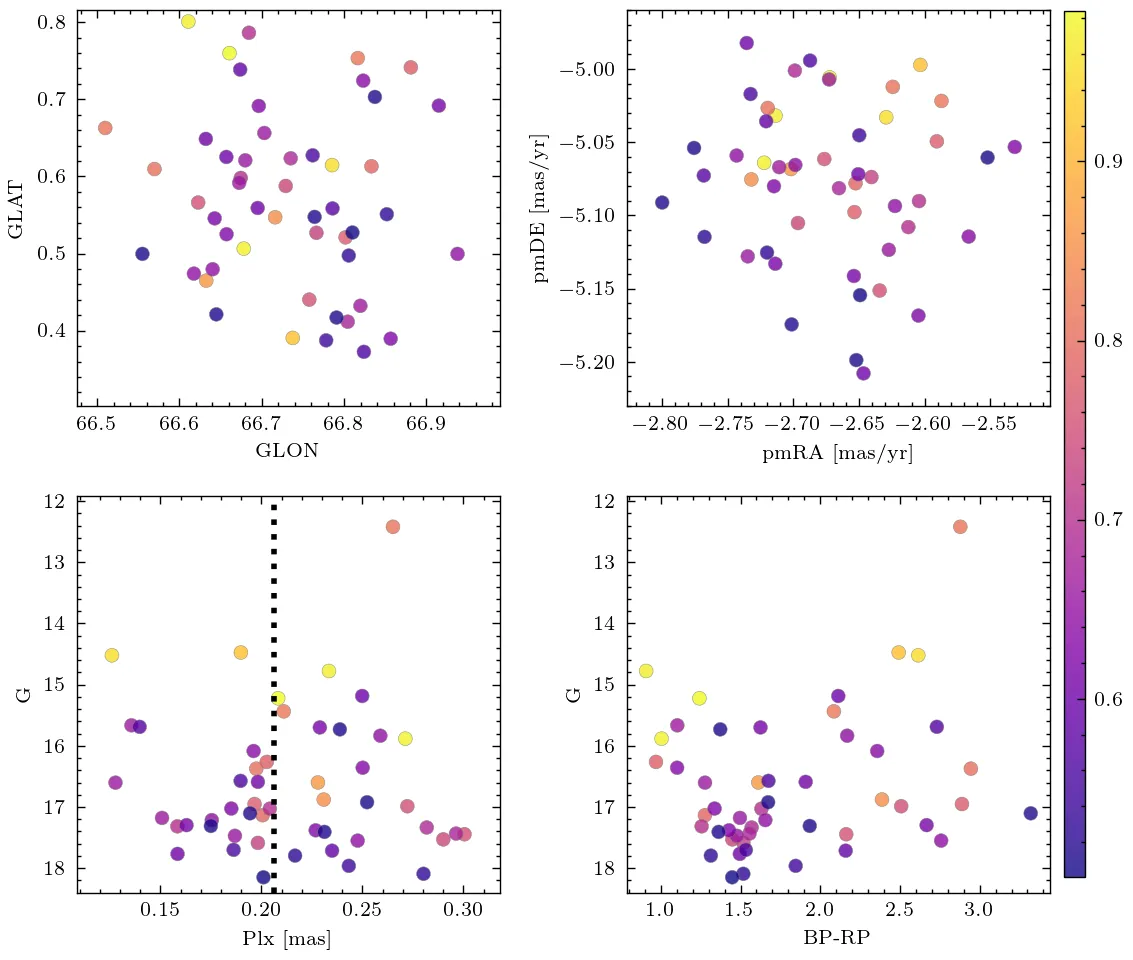 0.8
0.7
0.6
0.5
0.4
GLAT
66.5 66.6 66.7 66.8 66.9
GLON
−5.00
−5.05
−5.10
−5.15
−5.20
pmDE [mas/yr]
−2.80 −2.75 −2.70 −2.65 −2.60 −2.55
pmRA [mas/yr]
0.9
0.8
0.7
0.6
12
13
14
15
16
17
18
G
0.15 0.20 0.25 0.30
Plx [mas]
12
13
14
15
16
17
18
G
1.0 1.5 2.0 2.5 3.0
BP-RP